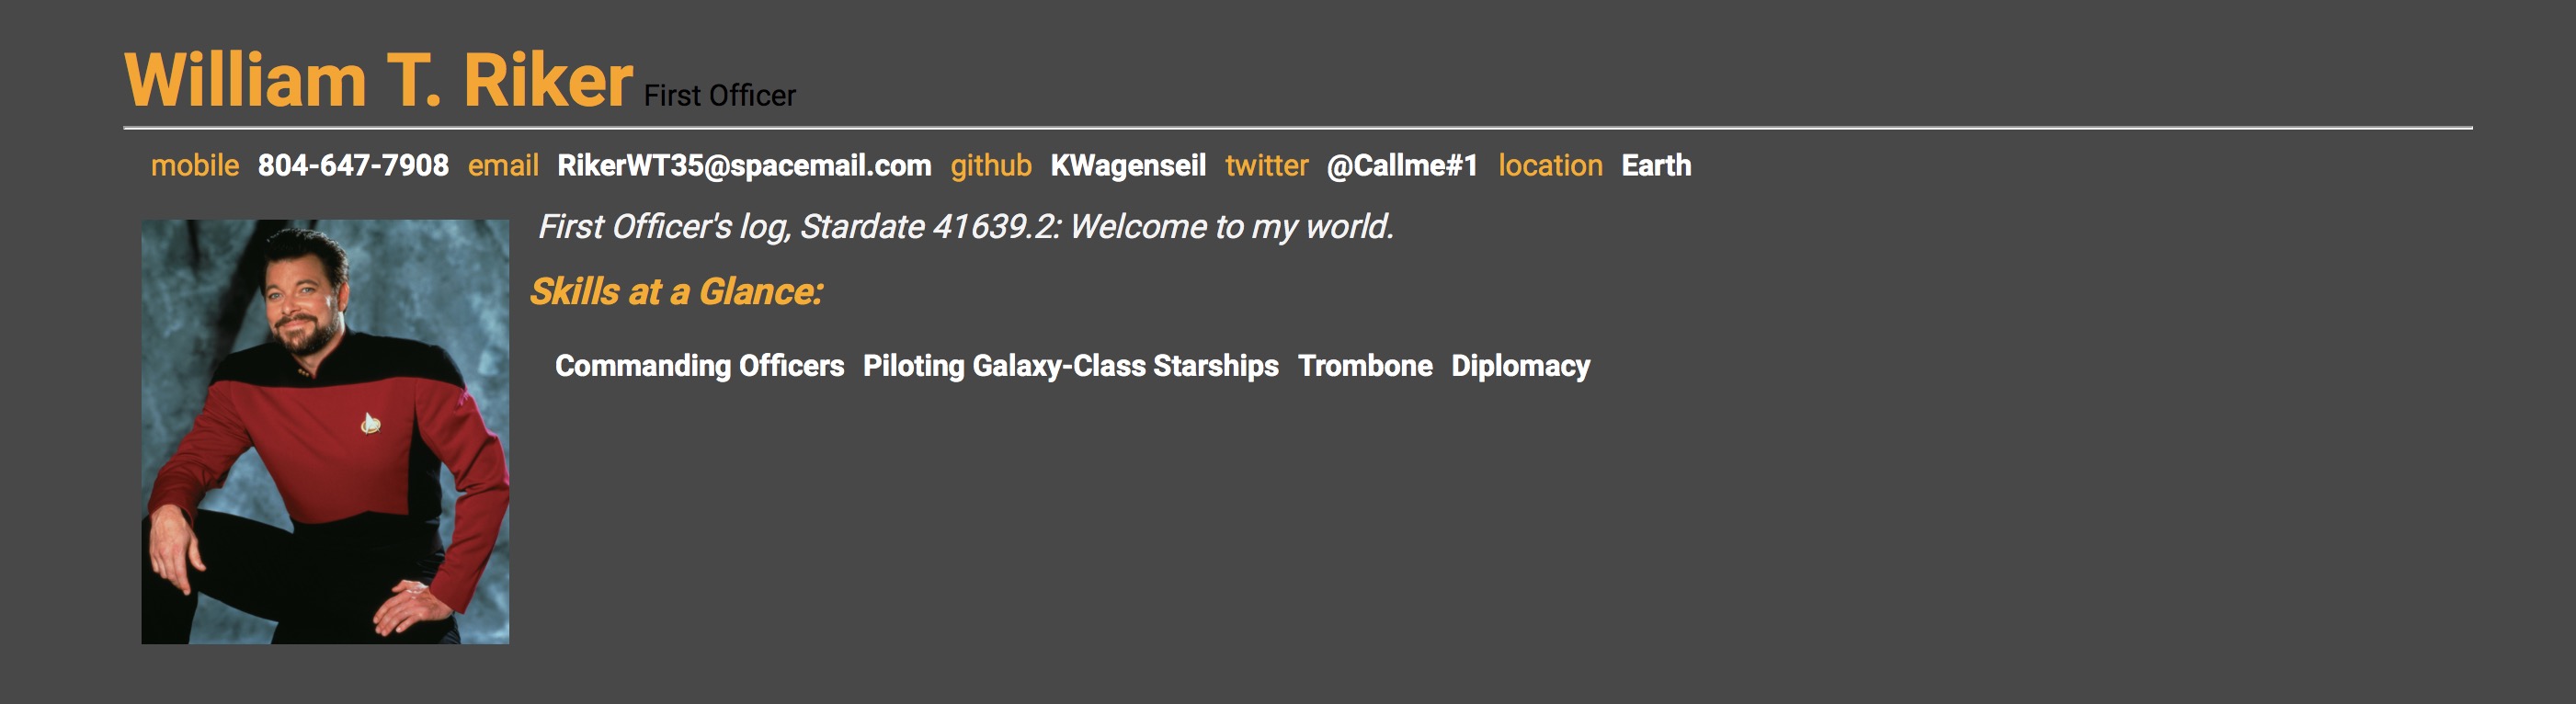 William T. Riker First Officer
mobile 804-647-7908 email RikerWT35@spacemail.com github KWagenseil twitter @Callme#1 location Earth
First Officer's log, Stardate 41639.2: Welcome to my world.
Skills at a Glance:
Commanding Officers Piloting Galaxy-Class Starships Trombone Diplomacy